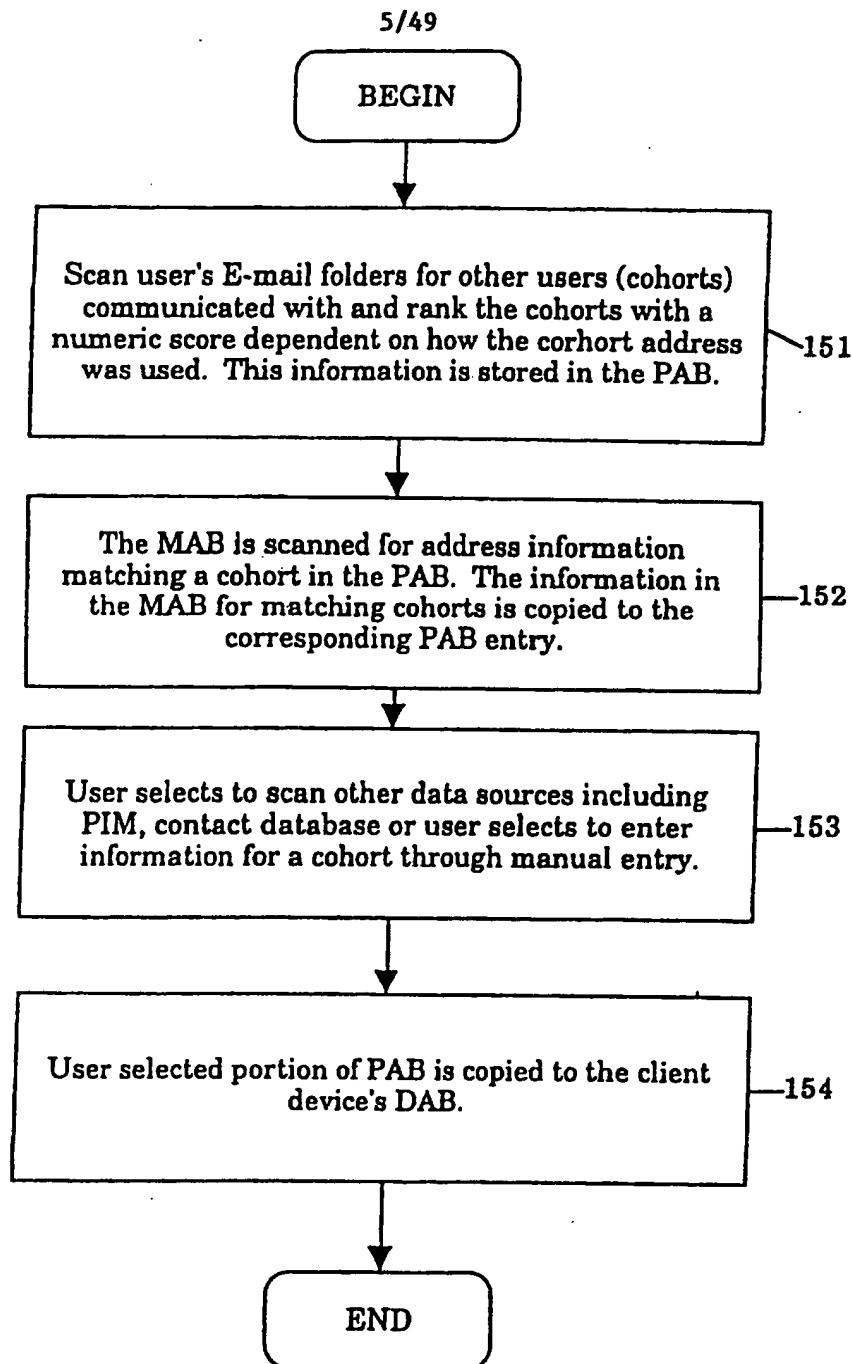 5/49
BEGIN
Scan user's E-mail folders for other users (cohorts)
communicated with and rank the cohorts with a
numeric score dependent on how the corhort address
was used. This information is stored in the PAB.
151
The MAB is scanned for address information
matching a cohort in the PAB. The information in
the MAB for matching cohorts is copied to the
corresponding PAB entry.
152
User selects to scan other data sources including
PIM, contact database or user selects to enter
information for a cohort through manual entry.
153
User selected portion of PAB is copied to the client
device's DAB.
154
END